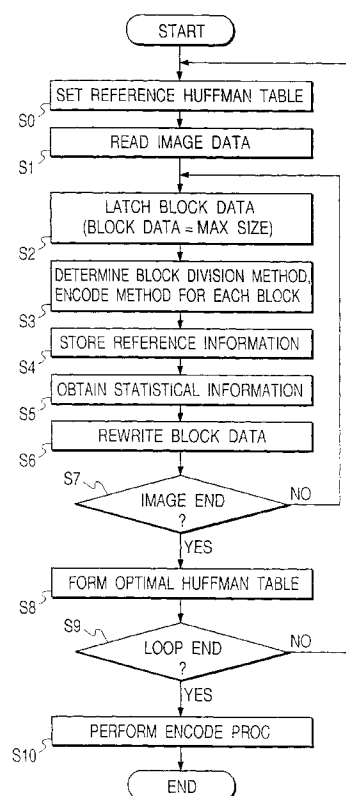 START
SET REFERENCE HUFFMAN TABLE
S0
READ IMAGE DATA
S1
LATCH BLOCK DATA
(BLOCK DATA = MAX SIZE)
S2
DETERMINE BLOCK DIVISION METHOD,
ENCODE METHOD FOR EACH BLOCK
S3
STORE REFERENCE INFORMATION
S4
OBTAIN STATISTICAL INFORMATION
S5
REWRITE BLOCK DATA
S6
S7
IMAGE END
?
NO
YES
FORM OPTIMAL HUFFMAN TABLE
S8
S9
LOOP END
?
NO
YES
PERFORM ENCODE PROC
S10
END